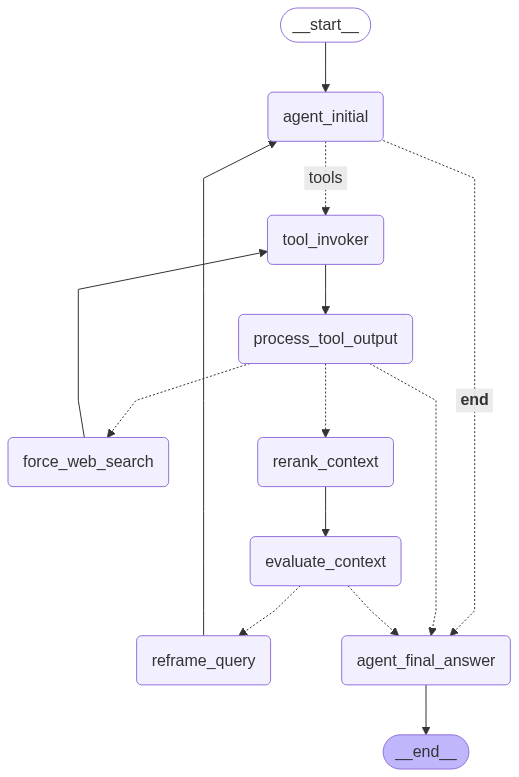 __start__
agent_initial
tools
tool_invoker
process_tool_output
end
force_web_search
rerank_context
evaluate_context
reframe_query
agent_final_answer
__end__